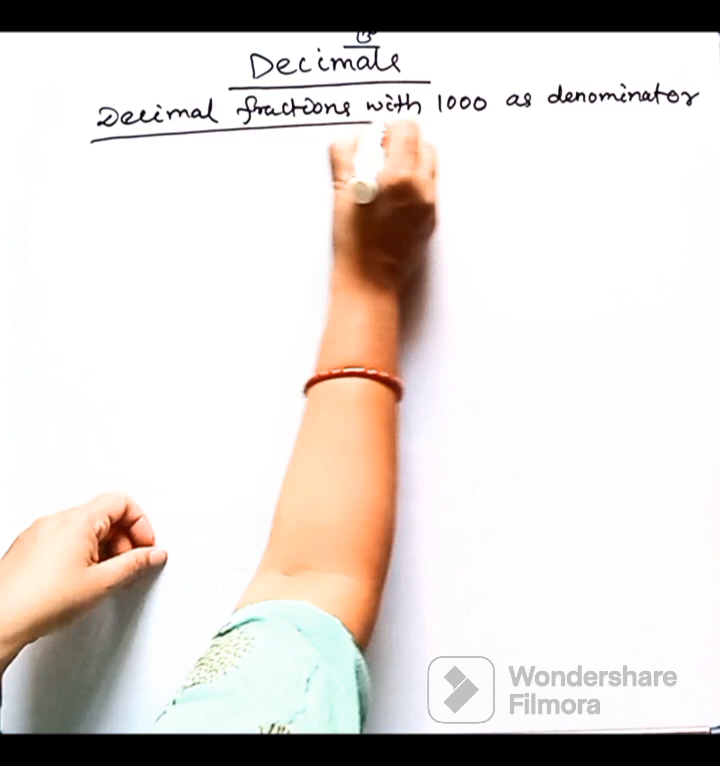 Decimals
Decimal fractions with 1000 as denominator
Wondershare
Filmora